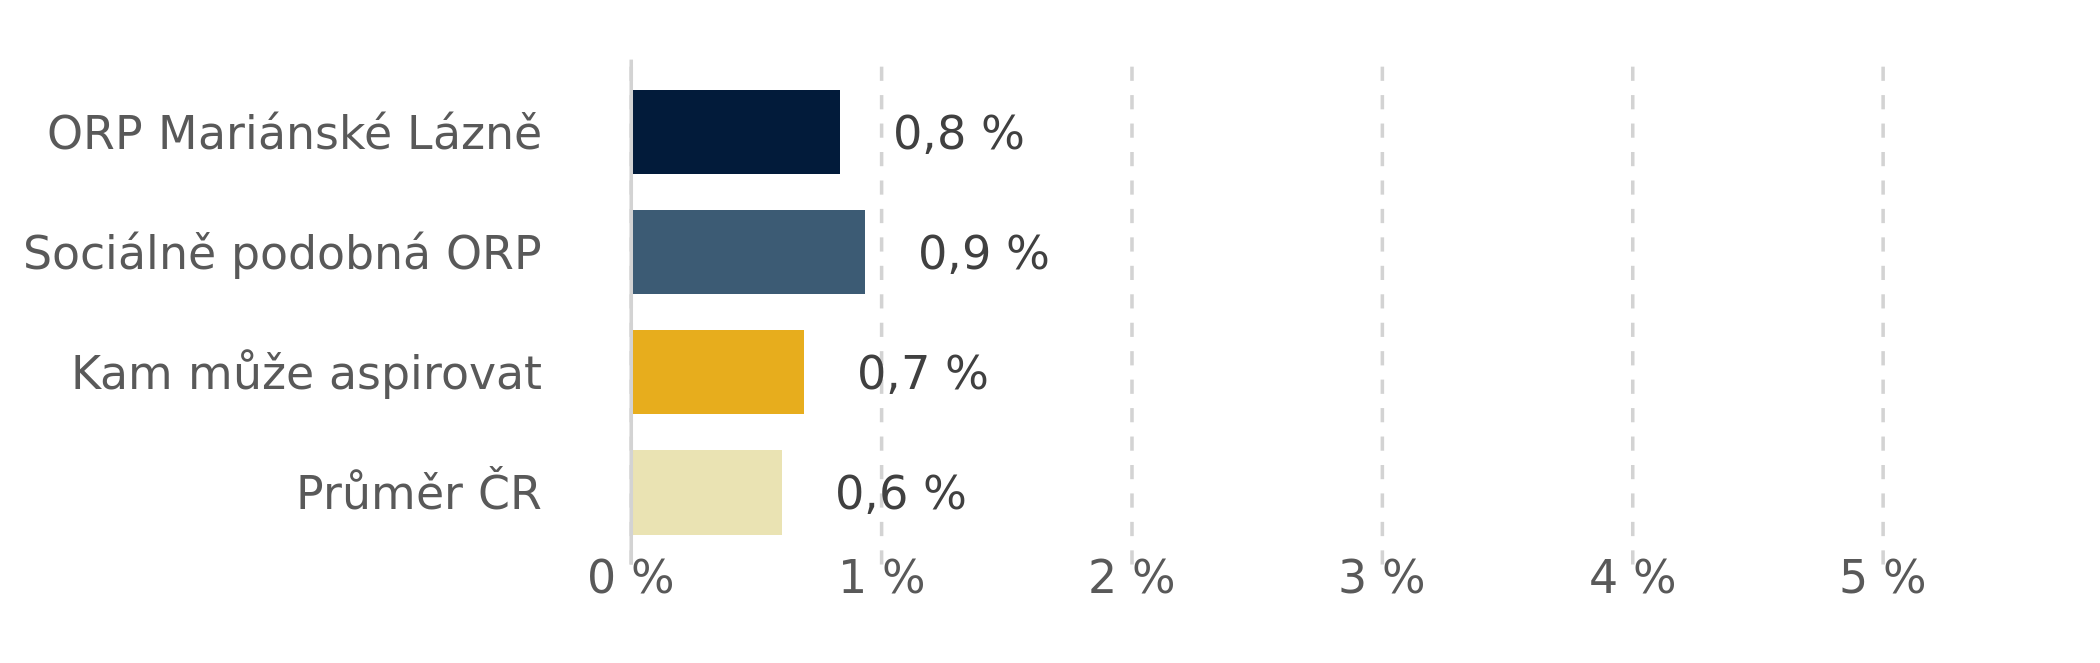 ORP Mariánské Lázně 0,8 %
Sociálně podobná ORP 0,9 %
Kam může aspirovat 0,7 %
Průměr ČR 0,6 %
0 % 1 % 2 % 3 % 4 % 5 %